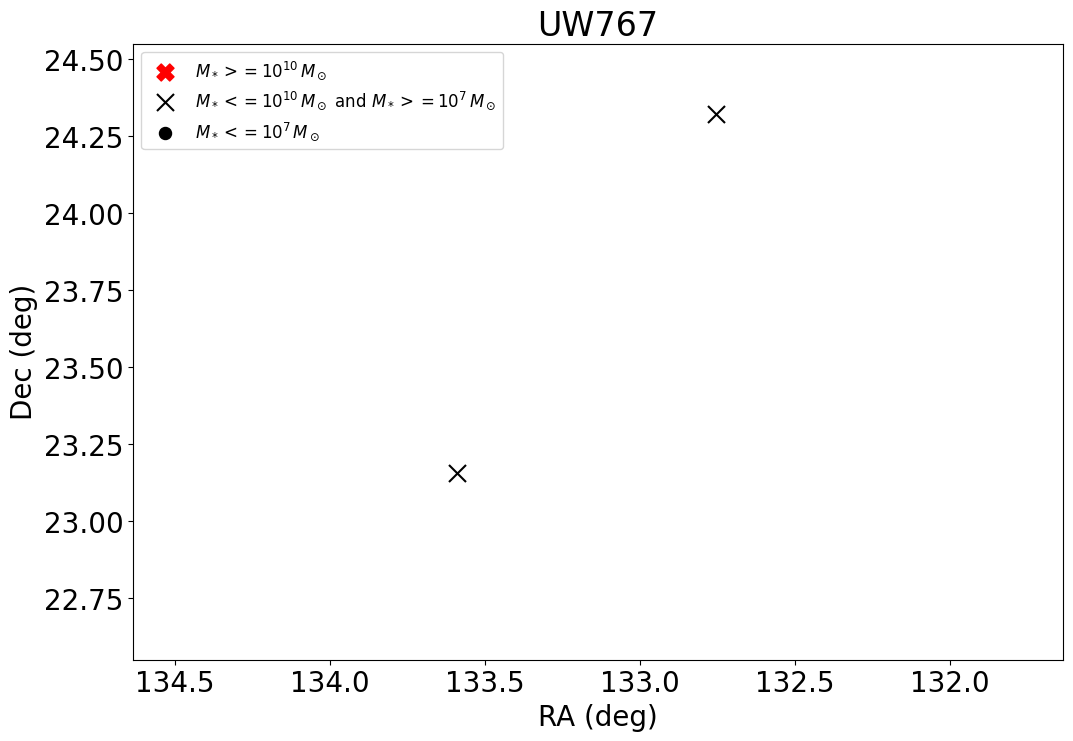 UW767
24.50
24.25
24.00
23.75
23.50
23.25
23.00
22.75
Dec (deg)
M* >= 10^10 M⊙
M* <= 10^10 M⊙ and M* >= 10^7 M⊙
M* <= 10^7 M⊙
134.5 134.0 133.5 133.0 132.5 132.0
RA (deg)